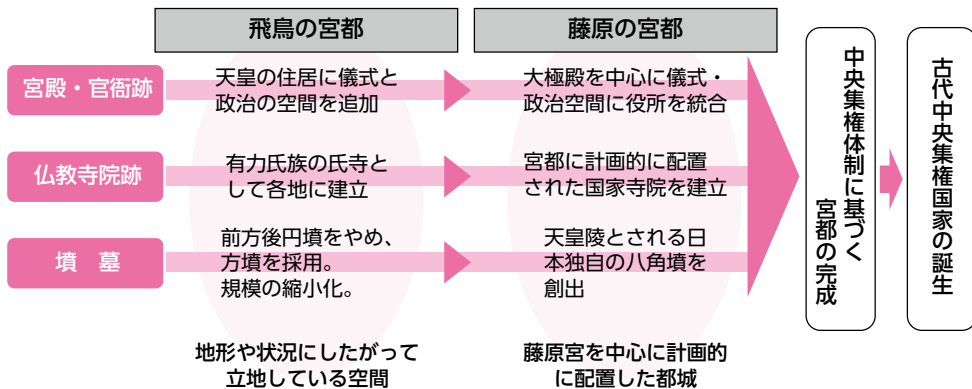 飛鳥の宮都
藤原の宮都
宮殿・官衙跡
天皇の住居に儀式と
政治の空間を追加
大極殿を中心に儀式・
政治空間に役所を統合
仏教寺院跡
有力氏族の氏寺と
して各地に建立
宮都に計画的に配置
された国家寺院を建立
墳　墓
前方後円墳をやめ、
方墳を採用。
規模の縮小化。
天皇陵とされる日
本独自の八角墳を
創出
地形や状況にしたがって
立地している空間
藤原宮を中心に計画的
に配置した都城
中央集権体制に基づく
宮都の完成
古代中央集権国家の誕生